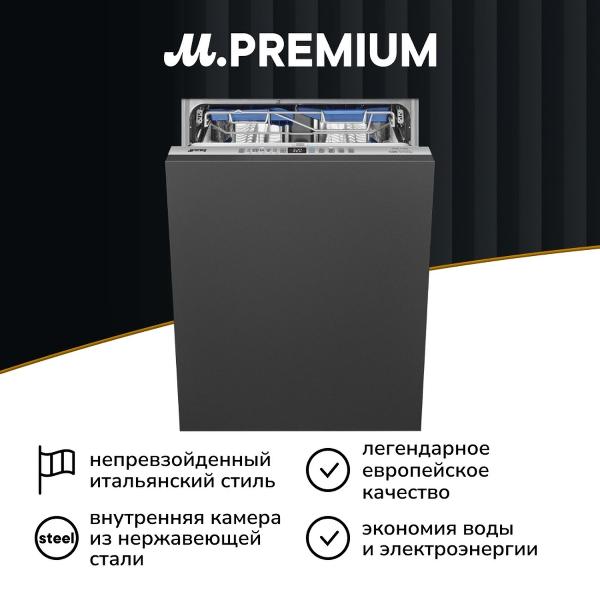 м.PREMIUM
непревзойденный
итальянский стиль
легендарное
европейское
качество
steel
внутренняя камера
из нержавеющей
стали
экономия воды
и электроэнергии